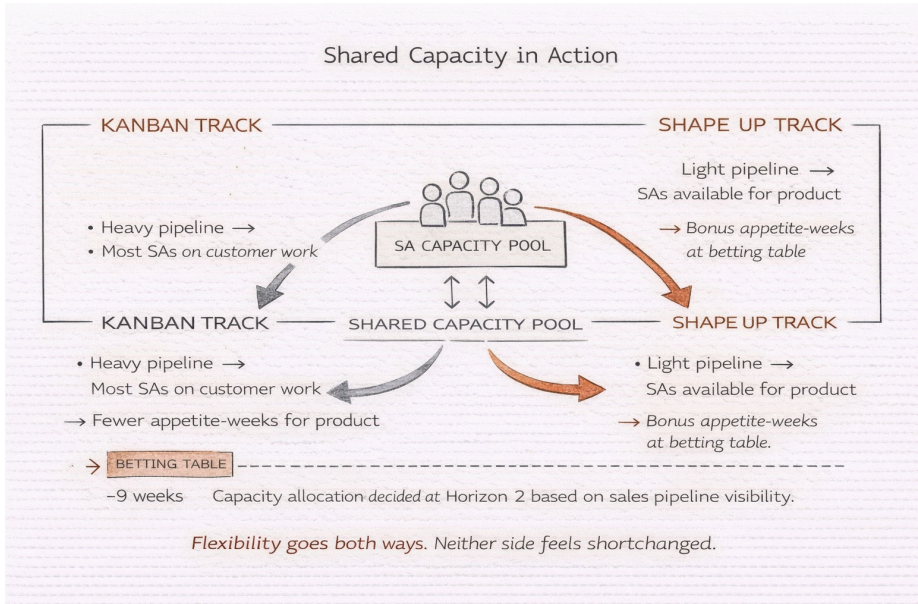 Shared Capacity in Action
KANBAN TRACK
SHAPE UP TRACK
Light pipeline →
SAs available for product
→ Bonus appetite-weeks
at betting table
• Heavy pipeline →
• Most SAs on customer work
SA CAPACITY POOL
KANBAN TRACK
SHARED CAPACITY POOL
SHAPE UP TRACK
• Heavy pipeline →
Most SAs on customer work
→ Fewer appetite-weeks for product
• Light pipeline →
SAs available for product
→ Bonus appetite-weeks
at betting table.
→ BETTING TABLE
~9 weeks
Capacity allocation decided at Horizon 2 based on sales pipeline visibility.
Flexibility goes both ways. Neither side feels shortchanged.